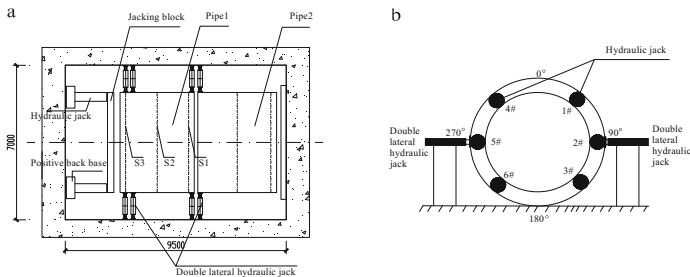 a
Jacking block
Pipe1
Pipe2
Hydraulic jack
7000
Positive back base
S3
S2
S1
9500
Double lateral hydraulic jack
b
Hydraulic jack
0°
4#
1#
Double
lateral
hydraulic
jack
270°
5#
2#
90°
Double
lateral
hydraulic
jack
6#
3#
180°